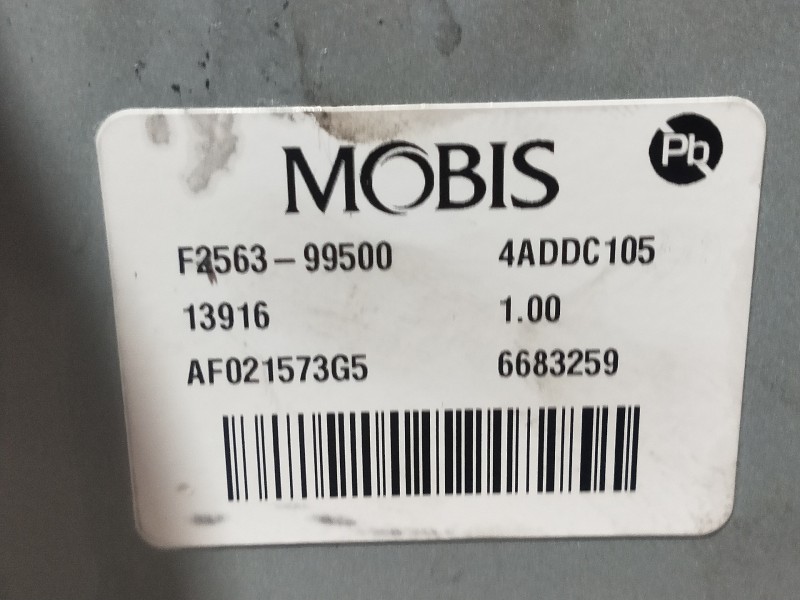 MOBIS
Pb
F2563-99500 4ADDC105
13916 1.00
AF021573G5 6683259